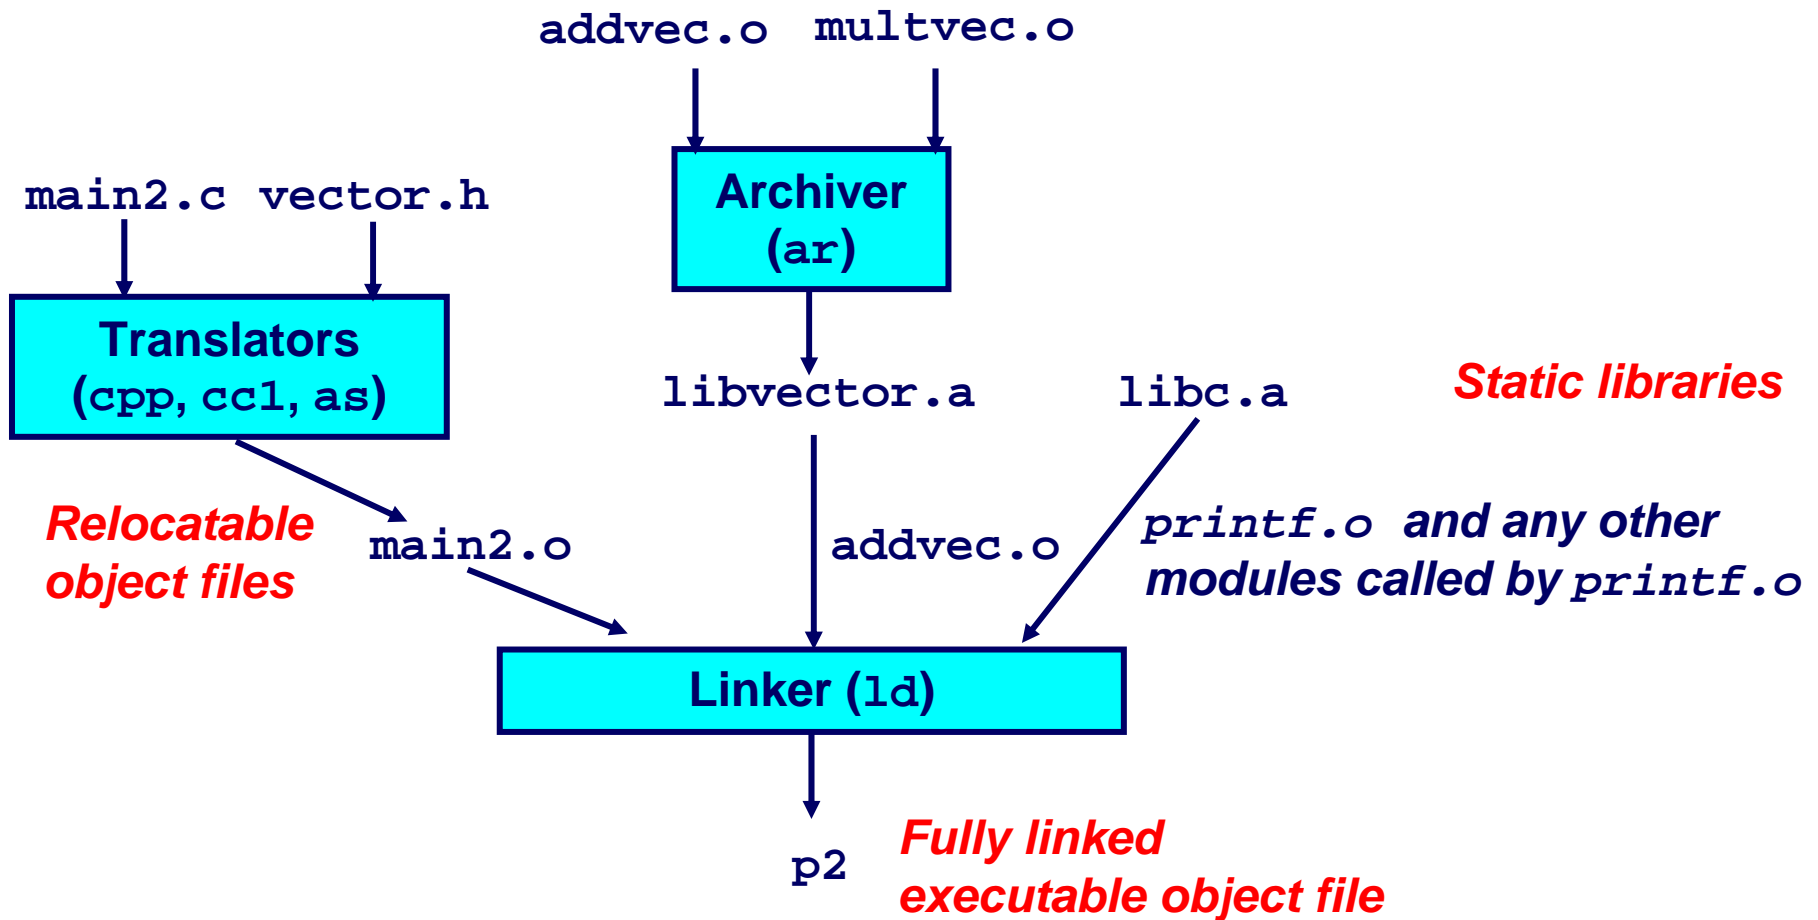 addvec.o multvec.o
Archiver
(ar)
main2.c vector.h
Translators
(cpp, cc1, as)
libvector.a libc.a
Static libraries
Relocatable
object files
main2.o
addvec.o
printf.o and any other
modules called by printf.o
Linker (ld)
p2
Fully linked
executable object file